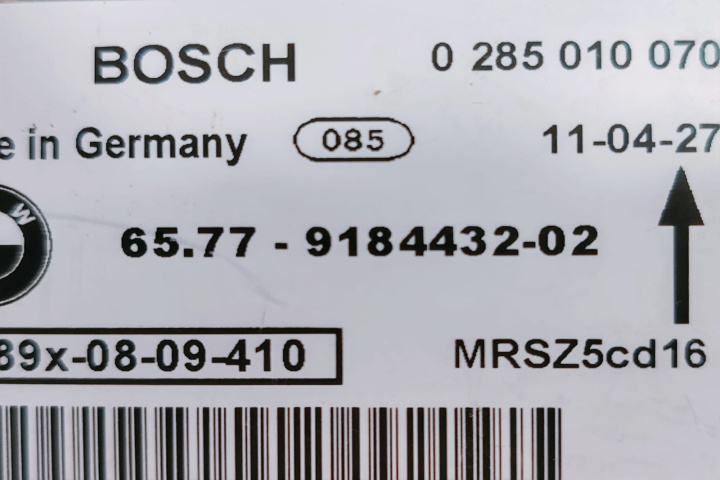 BOSCH 0 285 010 070
e in Germany 085 11-04-27
W
65.77 - 9184432-02
89x-08-09-410 MRSZ5cd16